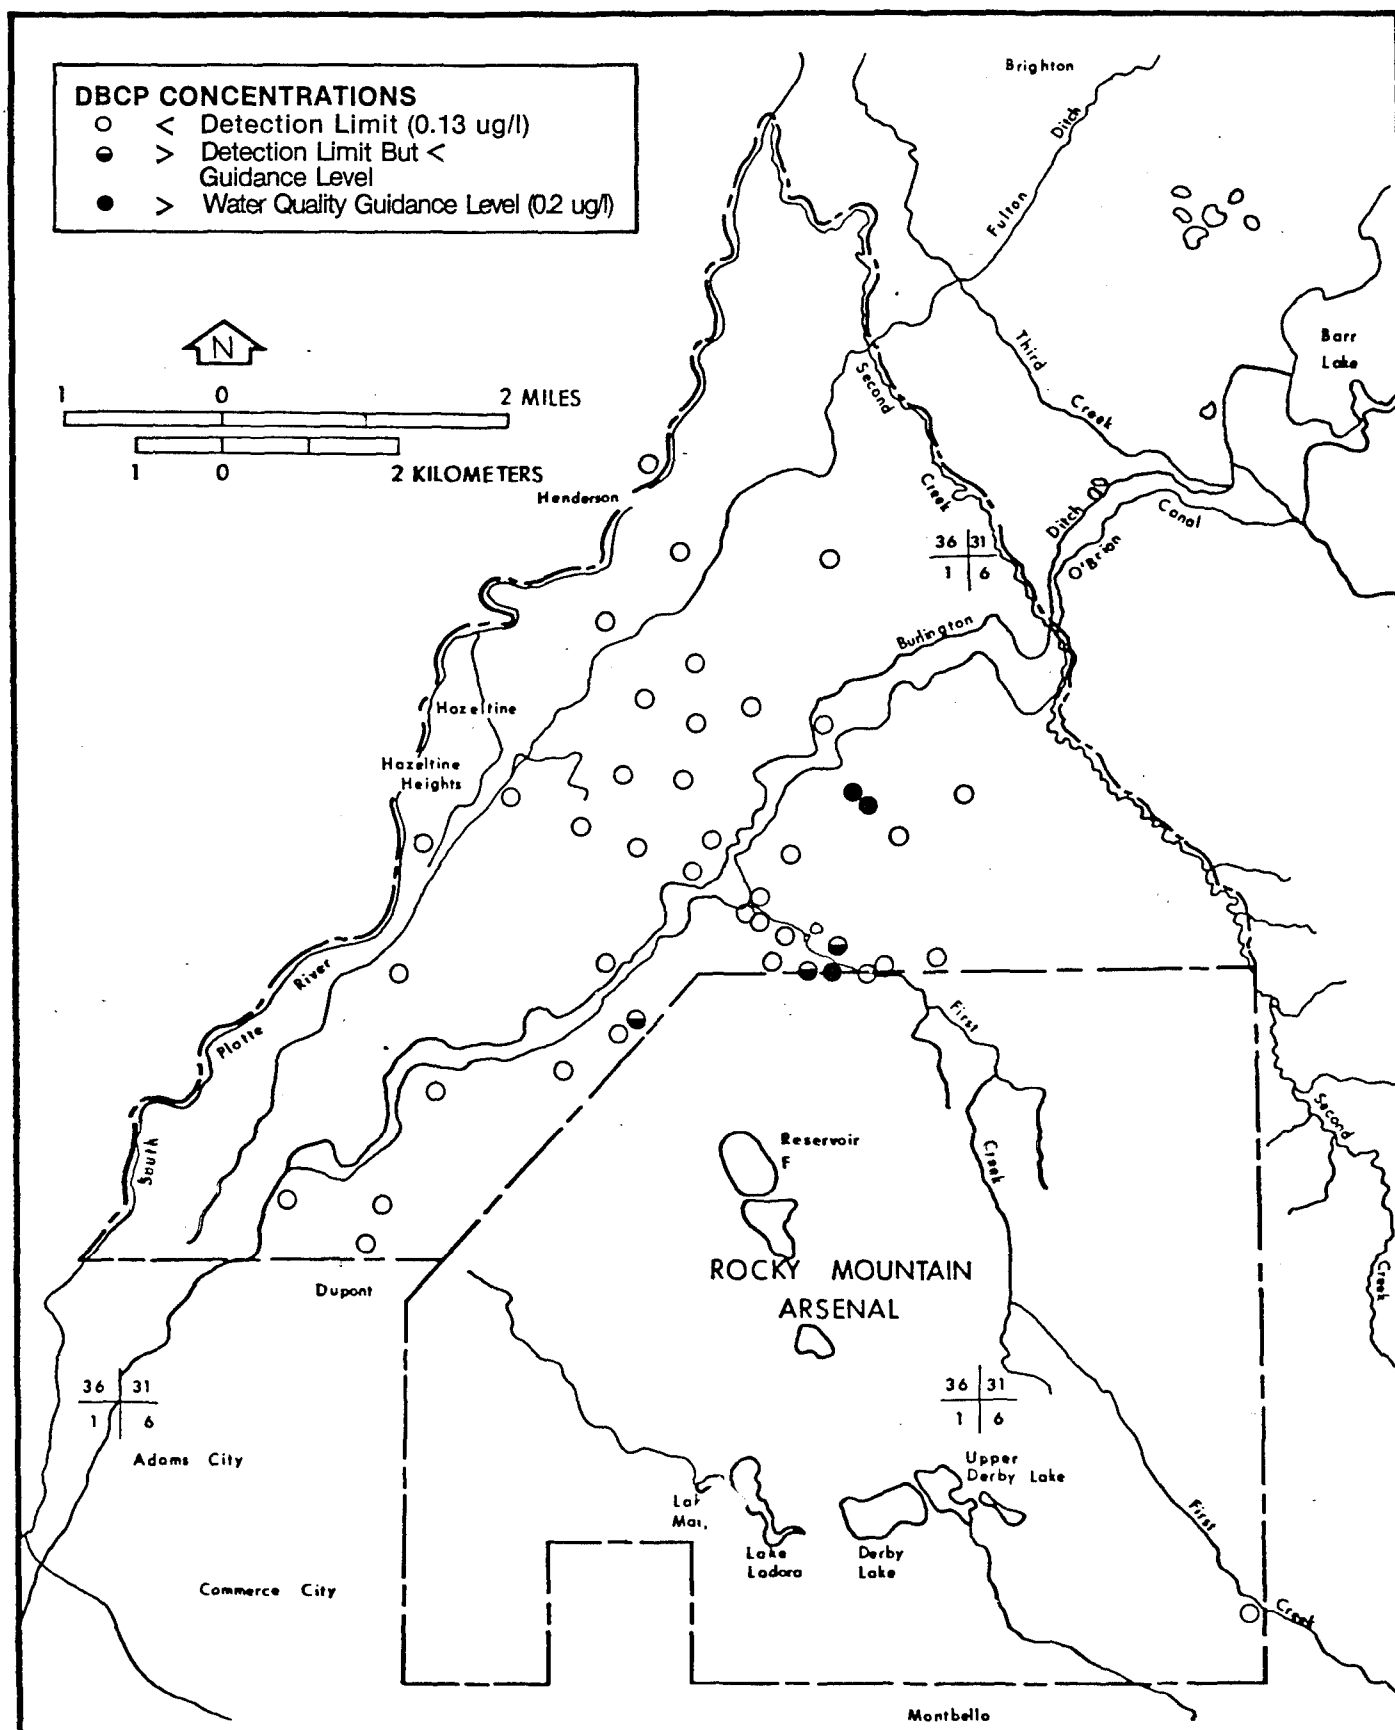 DBCP CONCENTRATIONS
< Detection Limit (0.13 ug/l)
> Detection Limit But <
Guidance Level
> Water Quality Guidance Level (0.2 ug/l)
N
1 0 2 MILES
1 0 2 KILOMETERS
Brighton
Ditch
Fulton
Third
Creek
Barr
Lake
Second
Creek
Henderson
36 31
1 6
Ditch
Canal
O'Brian
Burlington
Hazeltine
Hazeltine
Heights
River
Platte
South
First
Creek
Second
Creek
Reservoir
F
ROCKY MOUNTAIN
ARSENAL
Dupont
36 31
1 6
36 31
1 6
Adams City
Upper
Derby Lake
Lake
Ladora
Derby
Lake
First
Creek
Commerce City
Montbello